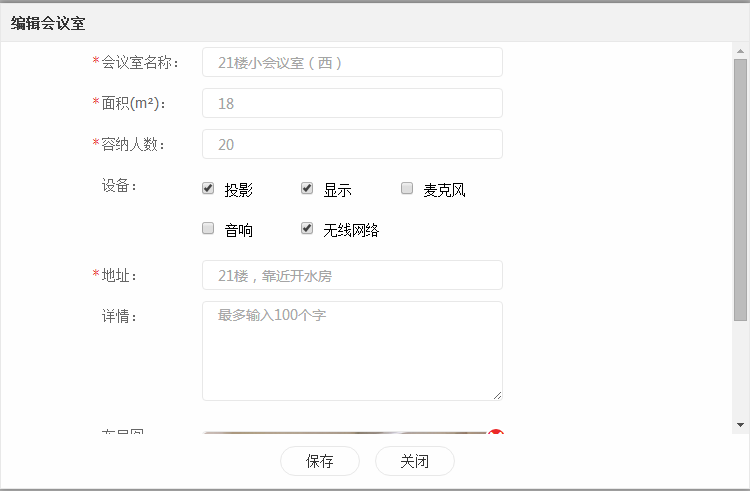 编辑会议室
*会议室名称： 21楼小会议室（西）
*面积(m²)： 18
*容纳人数： 20
设备： 投影 显示 麦克风
音响 无线网络
*地址： 21楼，靠近开水房
详情： 最多输入100个字
保存 关闭